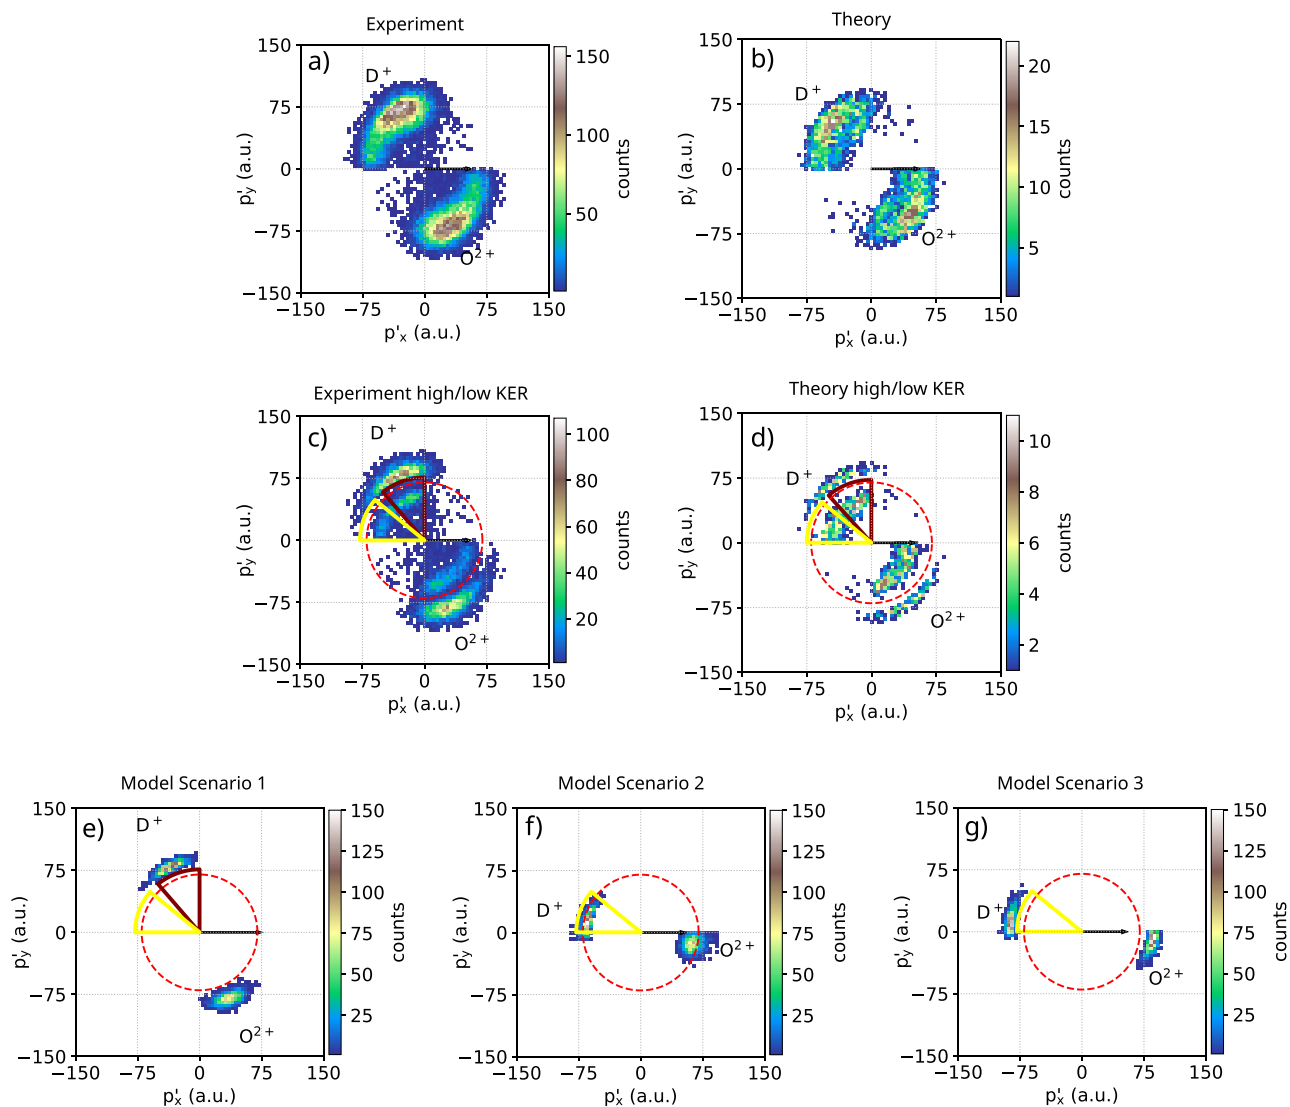 Experiment
a)
D+
O2+
150
75
0
−75
−150
−150 −75 0 75 150
p'y (a.u.)
p'x (a.u.)
150
100
50
counts
Theory
b)
D+
O2+
150
75
0
−75
−150
−150 −75 0 75 150
p'y (a.u.)
p'x (a.u.)
20
15
10
5
counts
Experiment high/low KER
c)
D+
O2+
150
75
0
−75
−150
−150 −75 0 75 150
p'y (a.u.)
p'x (a.u.)
100
80
60
40
20
counts
Theory high/low KER
d)
D+
O2+
150
75
0
−75
−150
−150 −75 0 75 150
p'y (a.u.)
p'x (a.u.)
10
8
6
4
2
counts
Model Scenario 1
e)
D+
O2+
150
75
0
−75
−150
−150 −75 0 75 150
p'y (a.u.)
p'x (a.u.)
150
125
100
75
50
25
counts
Model Scenario 2
f)
D+
O2+
150
75
0
−75
−150
−150 −75 0 75 150
p'y (a.u.)
p'x (a.u.)
150
125
100
75
50
25
counts
Model Scenario 3
g)
D+
O2+
150
75
0
−75
−150
−150 −75 0 75 150
p'y (a.u.)
p'x (a.u.)
150
125
100
75
50
25
counts